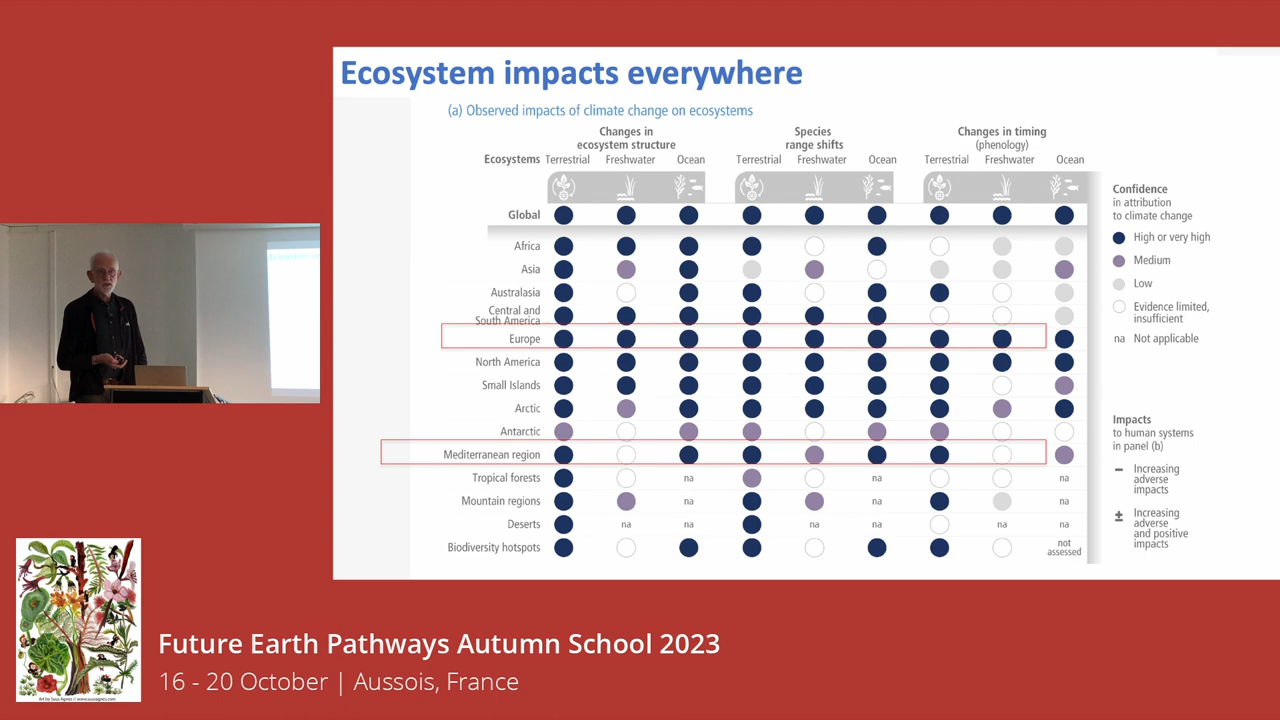 Ecosystem impacts everywhere
(a) Observed impacts of climate change on ecosystems
Changes in
ecosystem structure
Species
range shifts
Changes in timing
(phenology)
Ecosystems Terrestrial Freshwater Ocean Terrestrial Freshwater Ocean Terrestrial Freshwater Ocean
Global
Africa
Asia
Australasia
Central and
South America
Europe
North America
Small Islands
Arctic
Antarctic
Mediterranean region
Tropical forests na na na
Mountain regions na na na
Deserts na na na na na na
Biodiversity hotspots not
assessed
Confidence
in attribution
to climate change
High or very high
Medium
Low
Evidence limited,
insufficient
na Not applicable
Impacts
to human systems
in panel (b)
− Increasing
adverse
impacts
± Increasing
adverse
and positive
impacts
Future Earth Pathways Autumn School 2023
16 - 20 October | Aussois, France